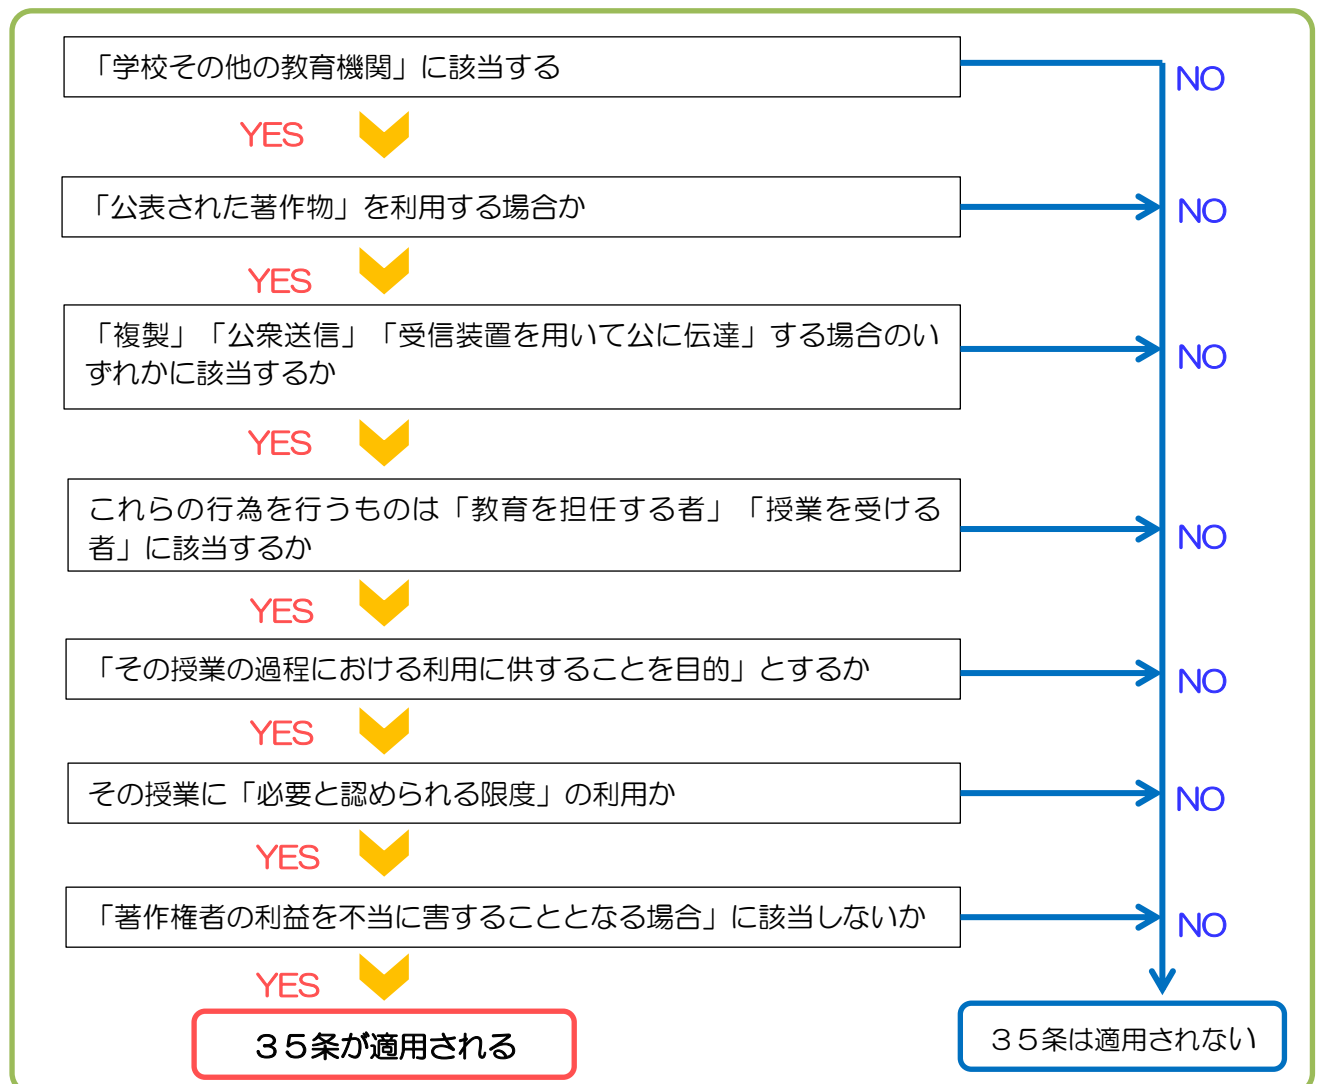 「学校その他の教育機関」に該当する
NO
YES
「公表された著作物」を利用する場合か
NO
YES
「複製」「公衆送信」「受信装置を用いて公に伝達」する場合のい
ずれかに該当するか
NO
YES
これらの行為を行うものは「教育を担任する者」「授業を受ける
者」に該当するか
NO
YES
「その授業の過程における利用に供することを目的」とするか
NO
YES
その授業に「必要と認められる限度」の利用か
NO
YES
「著作権者の利益を不当に害することとなる場合」に該当しないか
NO
YES
３５条が適用される
３５条は適用されない